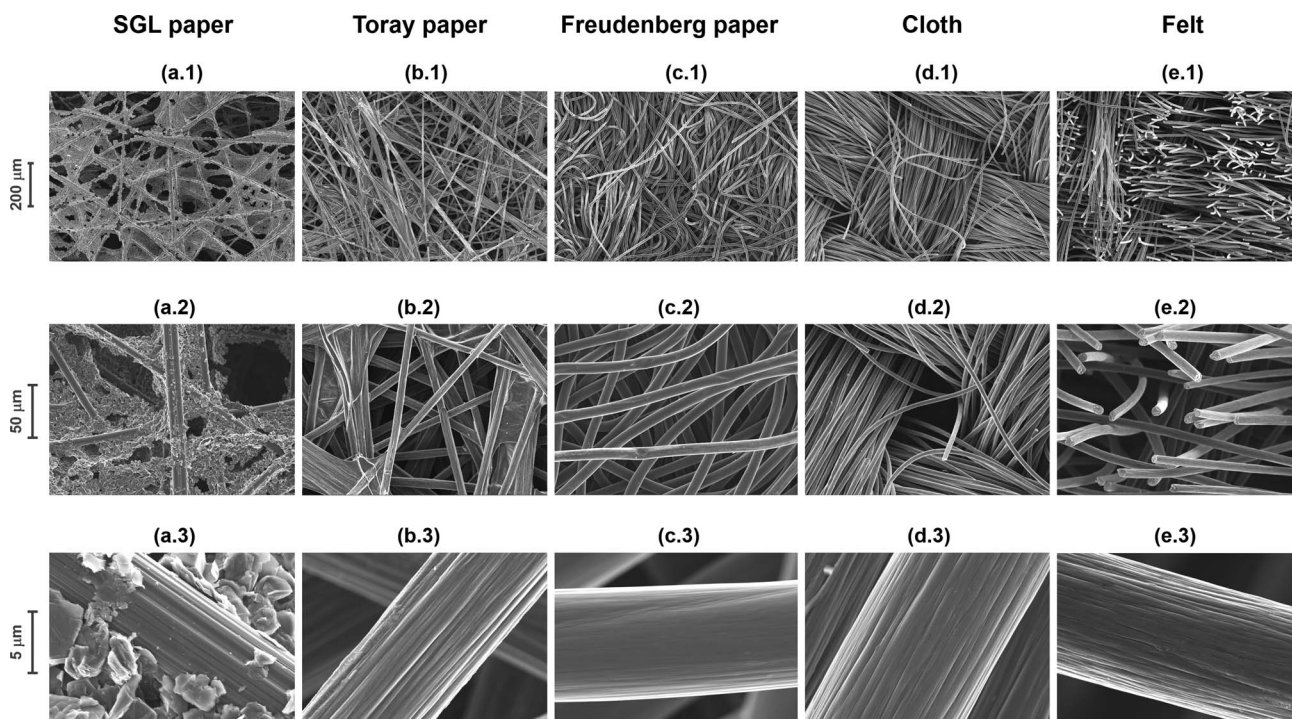 SGL paper
Toray paper
Freudenberg paper
Cloth
Felt
(a.1)
(b.1)
(c.1)
(d.1)
(e.1)
200 μm
(a.2)
(b.2)
(c.2)
(d.2)
(e.2)
50 μm
(a.3)
(b.3)
(c.3)
(d.3)
(e.3)
5 μm